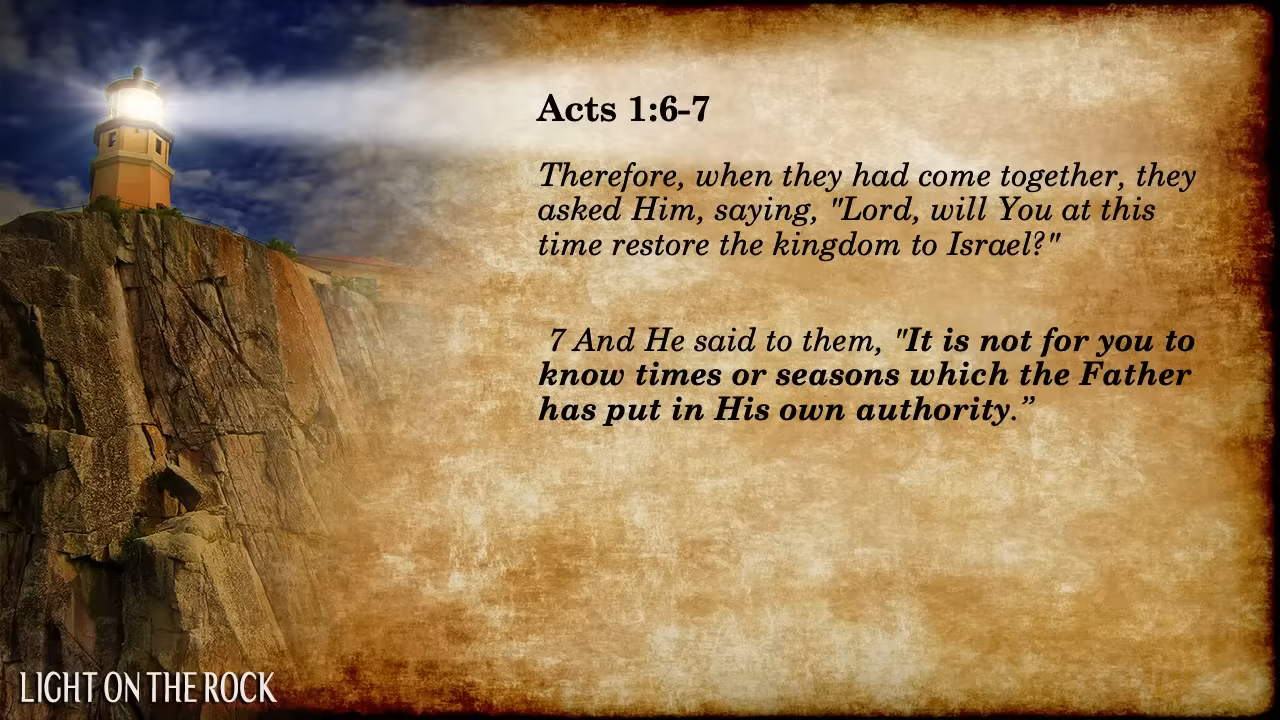 Acts 1:6-7
Therefore, when they had come together, they
asked Him, saying, "Lord, will You at this
time restore the kingdom to Israel?"
7 And He said to them, "It is not for you to
know times or seasons which the Father
has put in His own authority.”
LIGHT ON THE ROCK